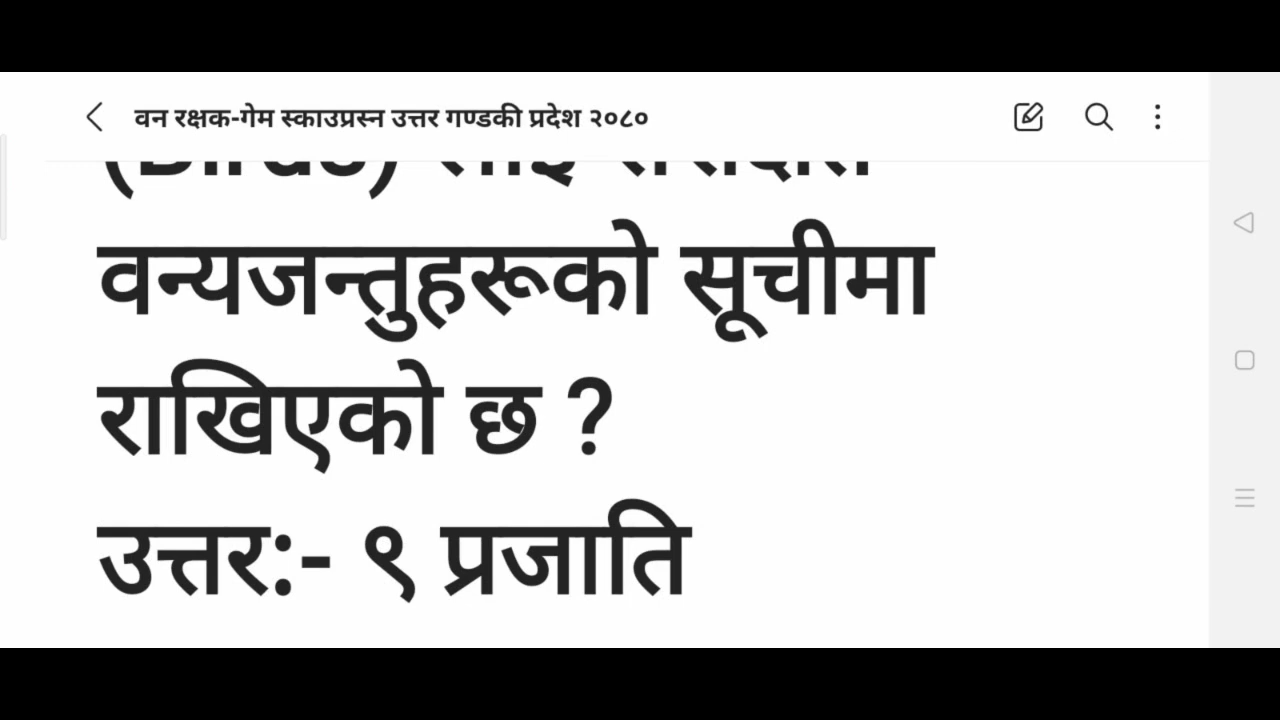 वन रक्षक-गेम स्काउप्रस्न उत्तर गण्डकी प्रदेश २०८०
(Birds)
वन्यजन्तुहरूको सूचीमा
राखिएको छ ?
उत्तर:- ९ प्रजाति